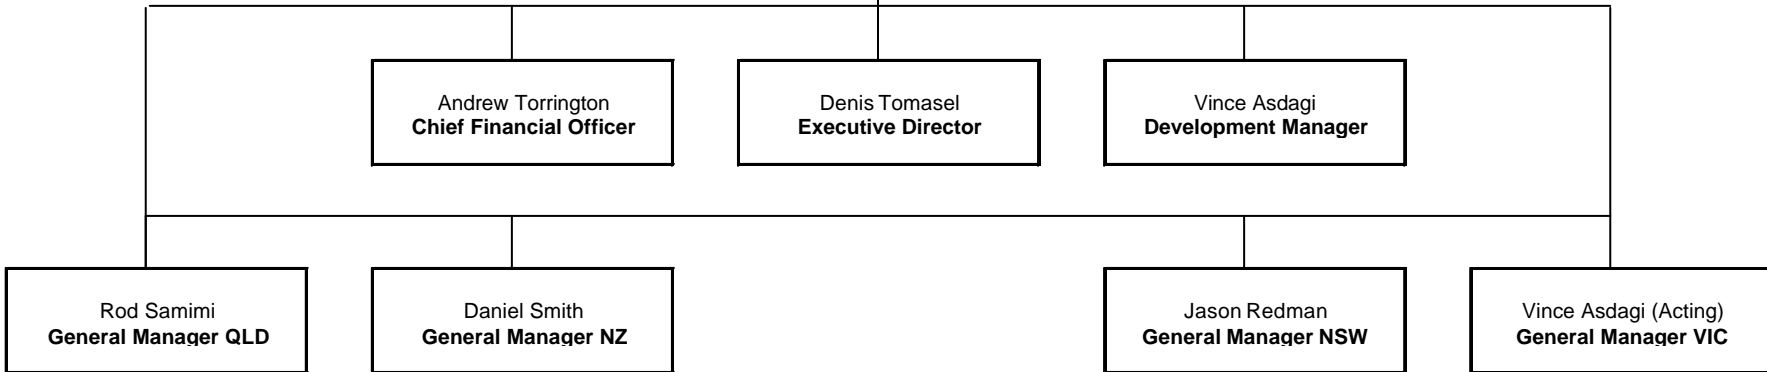 Andrew Torrington
Chief Financial Officer
Denis Tomasel
Executive Director
Vince Asdagi
Development Manager
Rod Samimi
General Manager QLD
Daniel Smith
General Manager NZ
Jason Redman
General Manager NSW
Vince Asdagi (Acting)
General Manager VIC